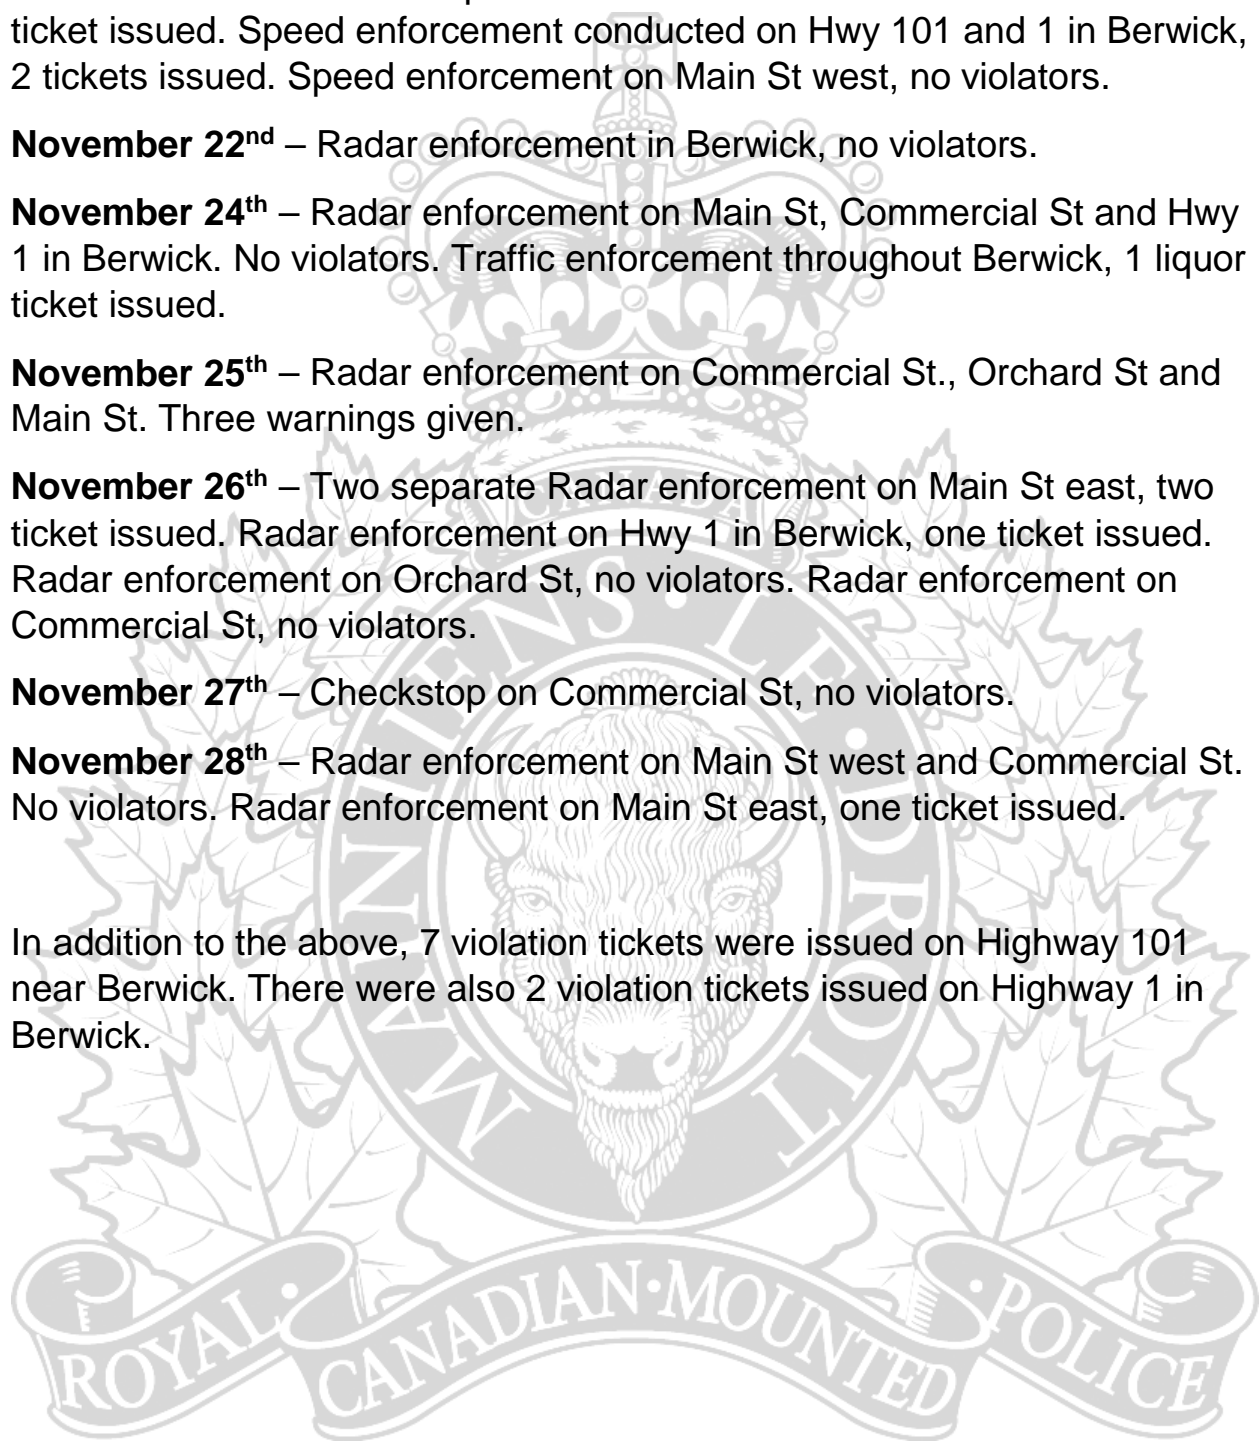 ticket issued. Speed enforcement conducted on Hwy 101 and 1 in Berwick,
2 tickets issued. Speed enforcement on Main St west, no violators.
November 22nd – Radar enforcement in Berwick, no violators.
November 24th – Radar enforcement on Main St, Commercial St and Hwy
1 in Berwick. No violators. Traffic enforcement throughout Berwick, 1 liquor
ticket issued.
November 25th – Radar enforcement on Commercial St., Orchard St and
Main St. Three warnings given.
November 26th – Two separate Radar enforcement on Main St east, two
ticket issued. Radar enforcement on Hwy 1 in Berwick, one ticket issued.
Radar enforcement on Orchard St, no violators. Radar enforcement on
Commercial St, no violators.
November 27th – Checkstop on Commercial St, no violators.
November 28th – Radar enforcement on Main St west and Commercial St.
No violators. Radar enforcement on Main St east, one ticket issued.
In addition to the above, 7 violation tickets were issued on Highway 101
near Berwick. There were also 2 violation tickets issued on Highway 1 in
Berwick.
CANADA
MAINTIENS LE DROIT
ROYAL · CANADIAN · MOUNTED · POLICE